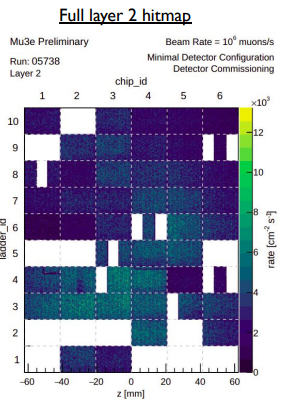 Full layer 2 hitmap
Mu3e Preliminary
Beam Rate = 10⁶ muons/s
Run: 05738
Minimal Detector Configuration
Layer 2
Detector Commissioning
chip_id
1 2 3 4 5 6
×10³
10
9
8
7
6
5
4
3
2
1
ladder_id
12
10
8
6
4
2
0
rate [cm⁻² s⁻¹]
−60 −40 −20 0 20 40 60
z [mm]